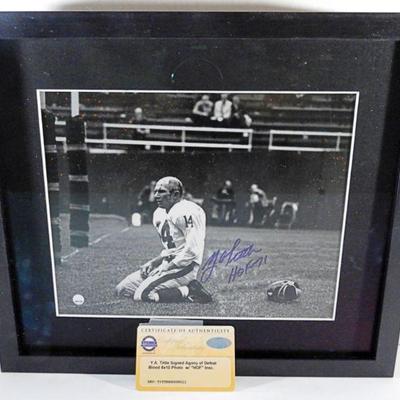 14
14
Y A Tittle
HOF 71
CERTIFICATE OF AUTHENTICITY
Y.A. Tittle Signed Agony of Defeat
Blood 8x10 Photo w/ "HOF" Insc.